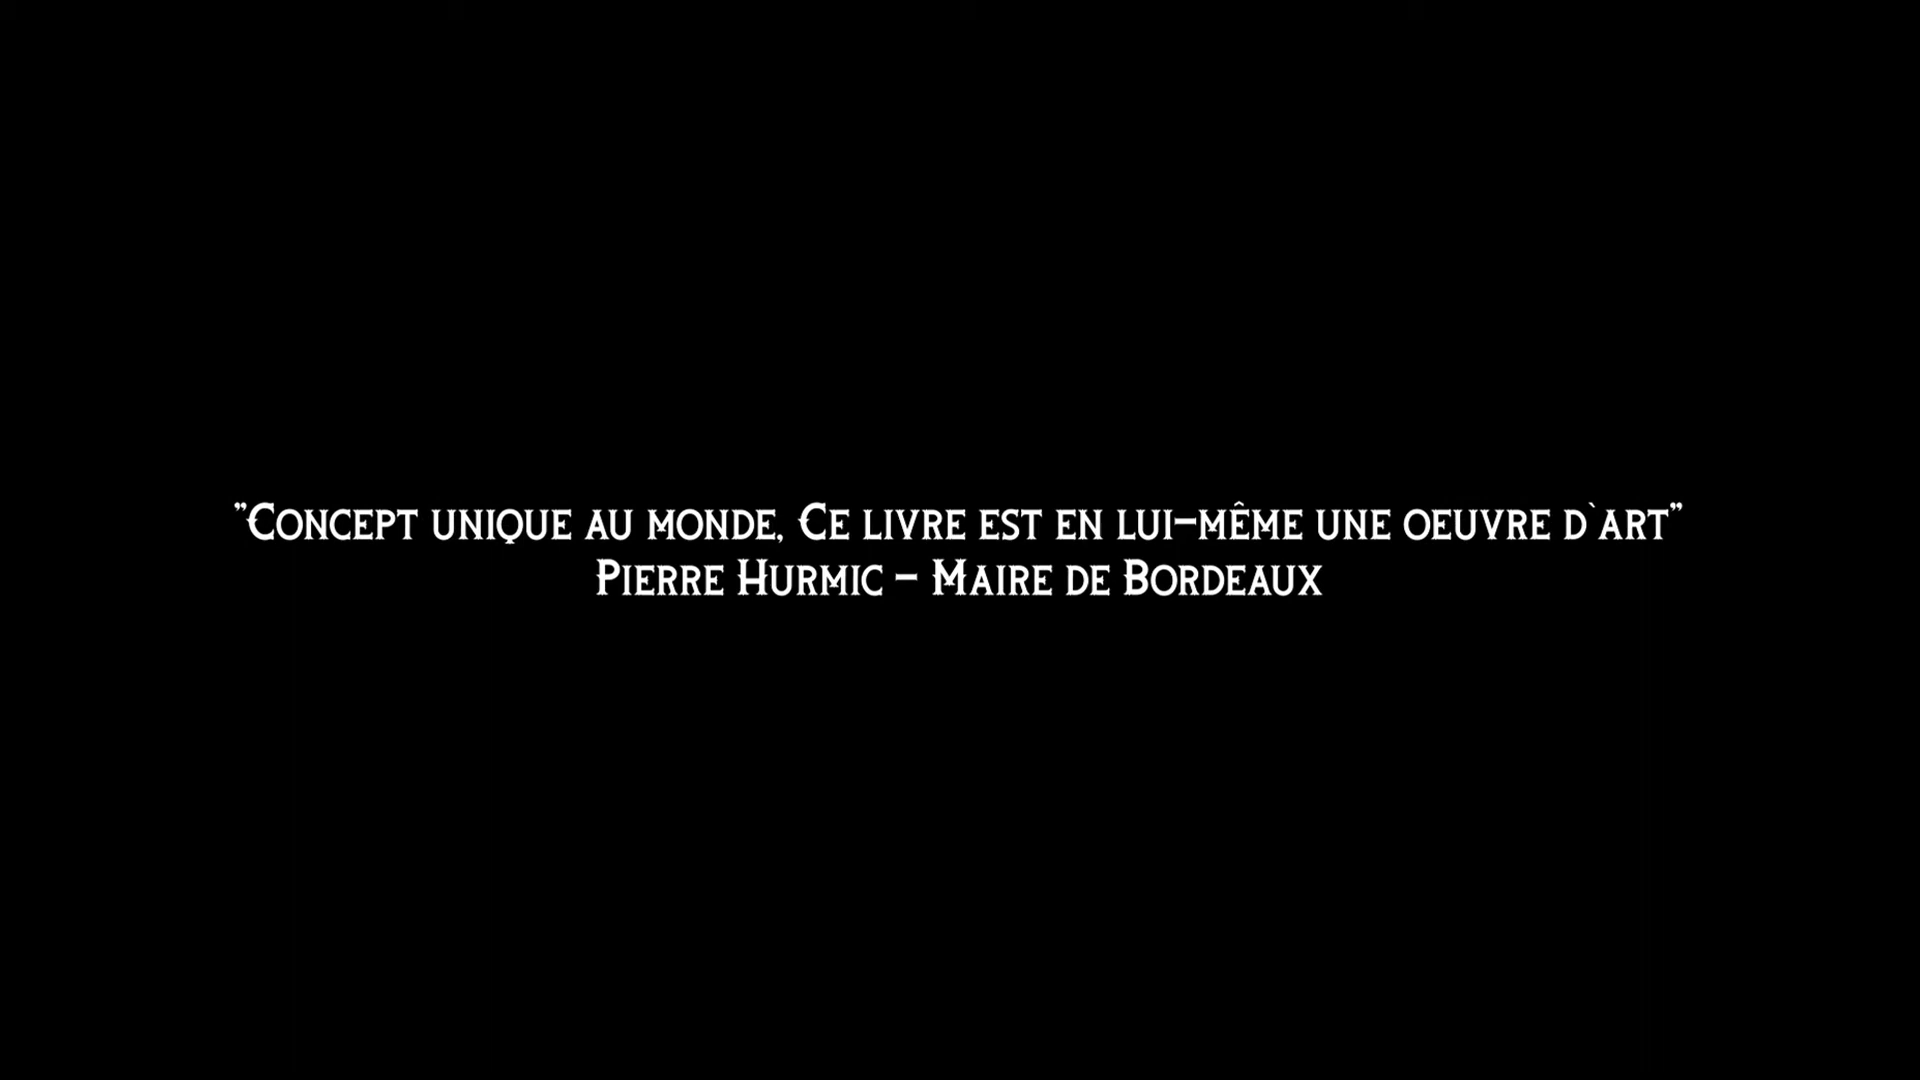 "Concept unique au monde, Ce livre est en lui-même une oeuvre d`art"
Pierre Hurmic - Maire de Bordeaux